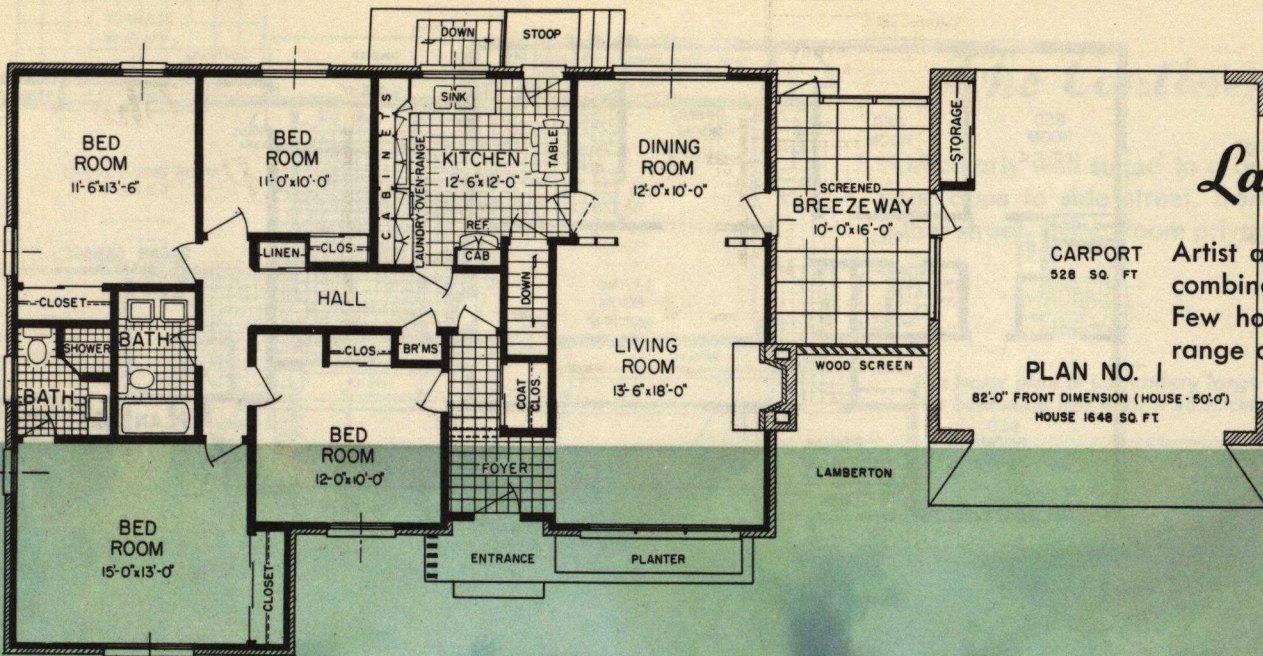 DOWN
STOOP
BED
ROOM
11'-6"x13'-6"
BED
ROOM
11'-0"x10'-0"
CABINETS
LAUNDRY-OVEN-RANGE
SINK
KITCHEN
12'-6"x12'-0"
TABLE
REF.
CAB
DINING
ROOM
12'-0"x10'-0"
SCREENED
BREEZEWAY
10'-0"x16'-0"
STORAGE
CARPORT
528 SQ. FT
La
Artist a
combin
Few ho
range o
LINEN
CLOS.
HALL
DOWN
CLOSET
SHOWER
BATH
BATH
CLOS.
BR'MS
COAT
CLOS.
LIVING
ROOM
13'-6"x18'-0"
WOOD SCREEN
PLAN NO. 1
82'-0" FRONT DIMENSION (HOUSE - 50'-0")
HOUSE 1648 SQ. FT.
BED
ROOM
12'-0"x10'-0"
FOYER
LAMBERTON
BED
ROOM
15'-0"x13'-0"
CLOSET
ENTRANCE
PLANTER